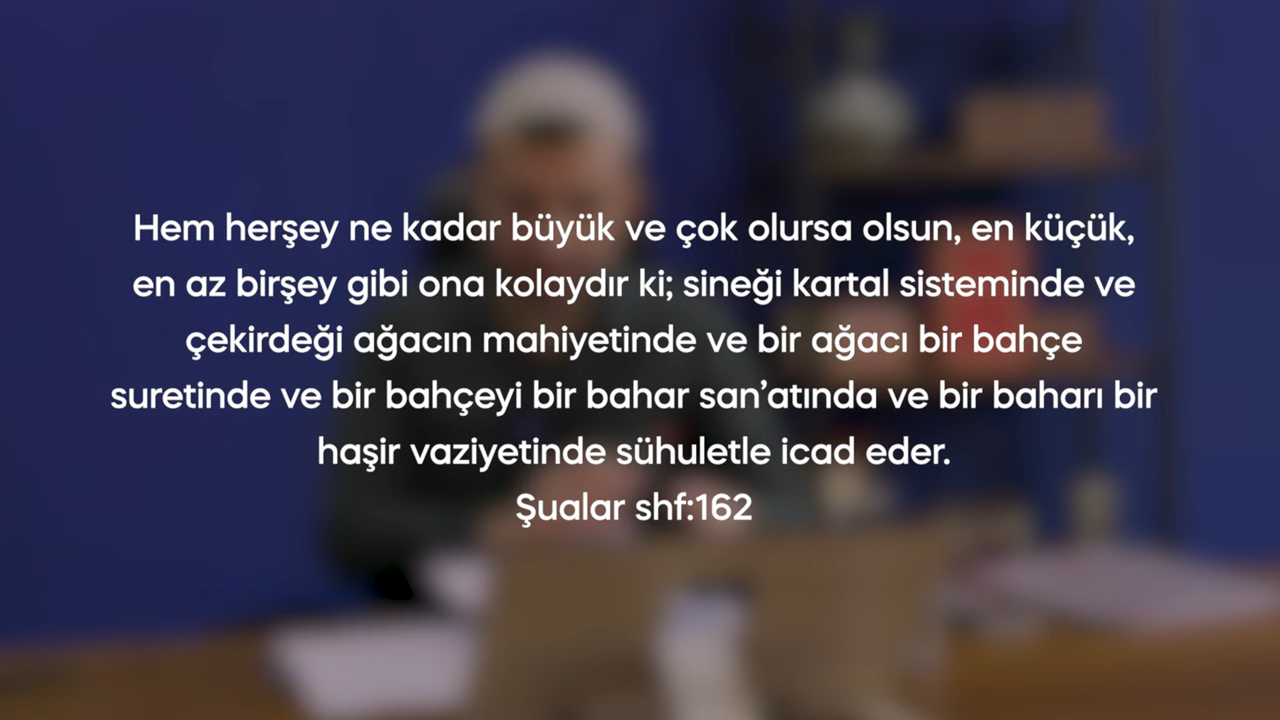 Hem herşey ne kadar büyük ve çok olursa olsun, en küçük,
en az birşey gibi ona kolaydır ki; sineği kartal sisteminde ve
çekirdeği ağacın mahiyetinde ve bir ağacı bir bahçe
suretinde ve bir bahçeyi bir bahar san’atında ve bir baharı bir
haşir vaziyetinde sühuletle icad eder.
Şualar shf:162